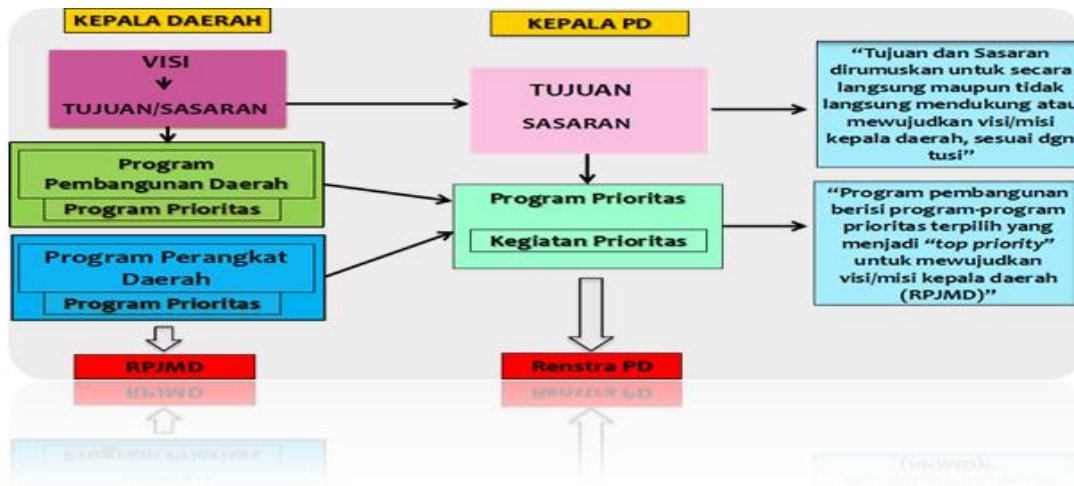 KEPALA DAERAH
VISI
TUJUAN/SASARAN
Program
Pembangunan Daerah
Program Prioritas
Program Perangkat
Daerah
Program Prioritas
RPJMD
KEPALA PD
TUJUAN
SASARAN
Program Prioritas
Kegiatan Prioritas
Renstra PD
“Tujuan dan Sasaran
dirumuskan untuk secara
langsung maupun tidak
langsung mendukung atau
mewujudkan visi/misi
kepala daerah, sesuai dgn
tusi”
“Program pembangunan
berisi program-program
prioritas terpilih yang
menjadi “top priority”
untuk mewujudkan
visi/misi kepala daerah
(RPJMD)”